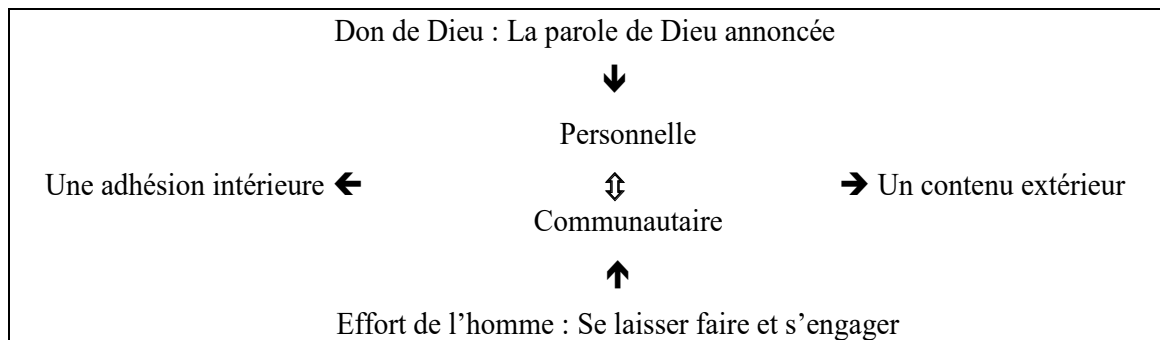 Don de Dieu : La parole de Dieu annoncée
🡻
Personnelle
Une adhésion intérieure 🡸 ⇳ 🡺 Un contenu extérieur
Communautaire
🡹
Effort de l’homme : Se laisser faire et s’engager